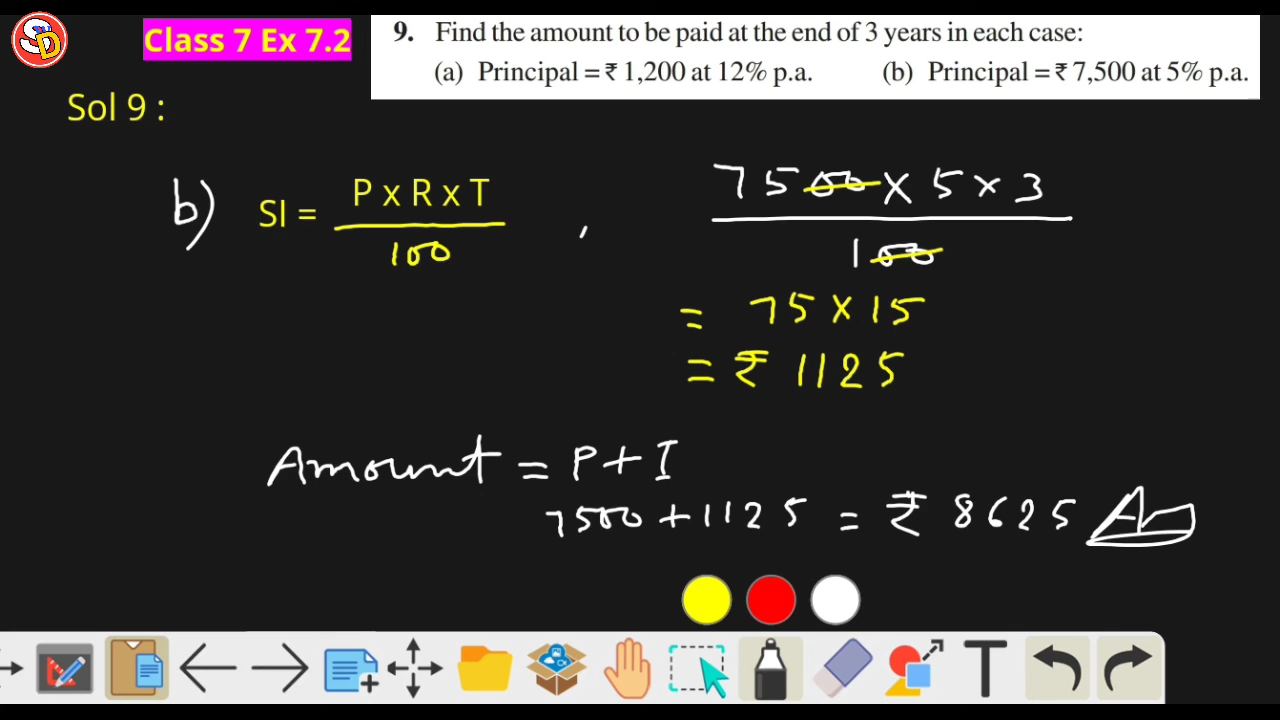 SD
Class 7 Ex 7.2
9. Find the amount to be paid at the end of 3 years in each case:
(a) Principal = ₹ 1,200 at 12% p.a. (b) Principal = ₹ 7,500 at 5% p.a.
Sol 9 :
b) SI = P x R x T / 100 , 7500 x 5 x 3 / 100
= 75 x 15
= ₹ 1125
Amount = P + I
7500 + 1125 = ₹ 8625 An
T